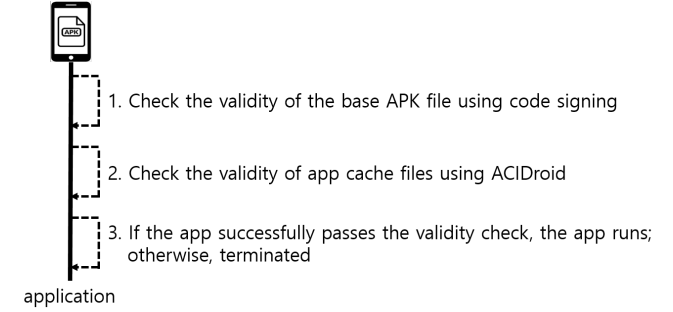 APK
1. Check the validity of the base APK file using code signing
2. Check the validity of app cache files using ACIDroid
3. If the app successfully passes the validity check, the app runs;
otherwise, terminated
application